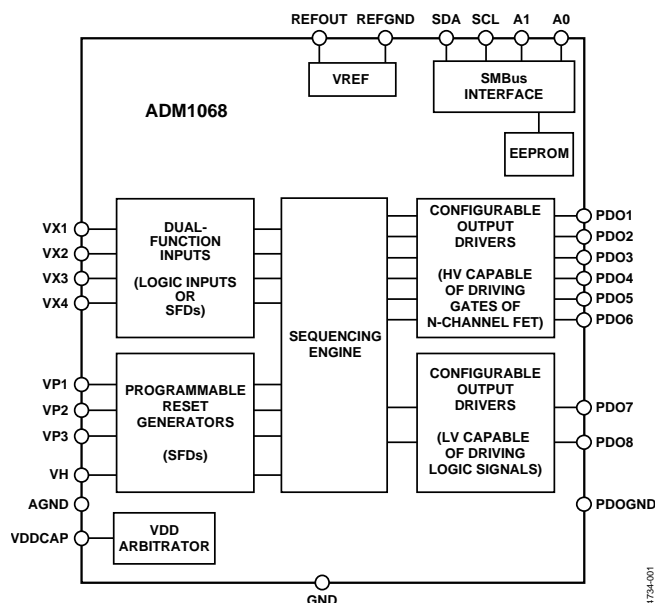 REFOUT REFGND SDA SCL A1 A0
VREF
SMBus
INTERFACE
ADM1068
EEPROM
VX1
VX2
VX3
VX4
DUAL-
FUNCTION
INPUTS
(LOGIC INPUTS
OR
SFDs)
SEQUENCING
ENGINE
CONFIGURABLE
OUTPUT
DRIVERS
(HV CAPABLE
OF DRIVING
GATES OF
N-CHANNEL FET)
PDO1
PDO2
PDO3
PDO4
PDO5
PDO6
VP1
VP2
VP3
VH
PROGRAMMABLE
RESET
GENERATORS
(SFDs)
CONFIGURABLE
OUTPUT
DRIVERS
(LV CAPABLE
OF DRIVING
LOGIC SIGNALS)
PDO7
PDO8
AGND
PDOGND
VDDCAP
VDD
ARBITRATOR
GND
4734-001